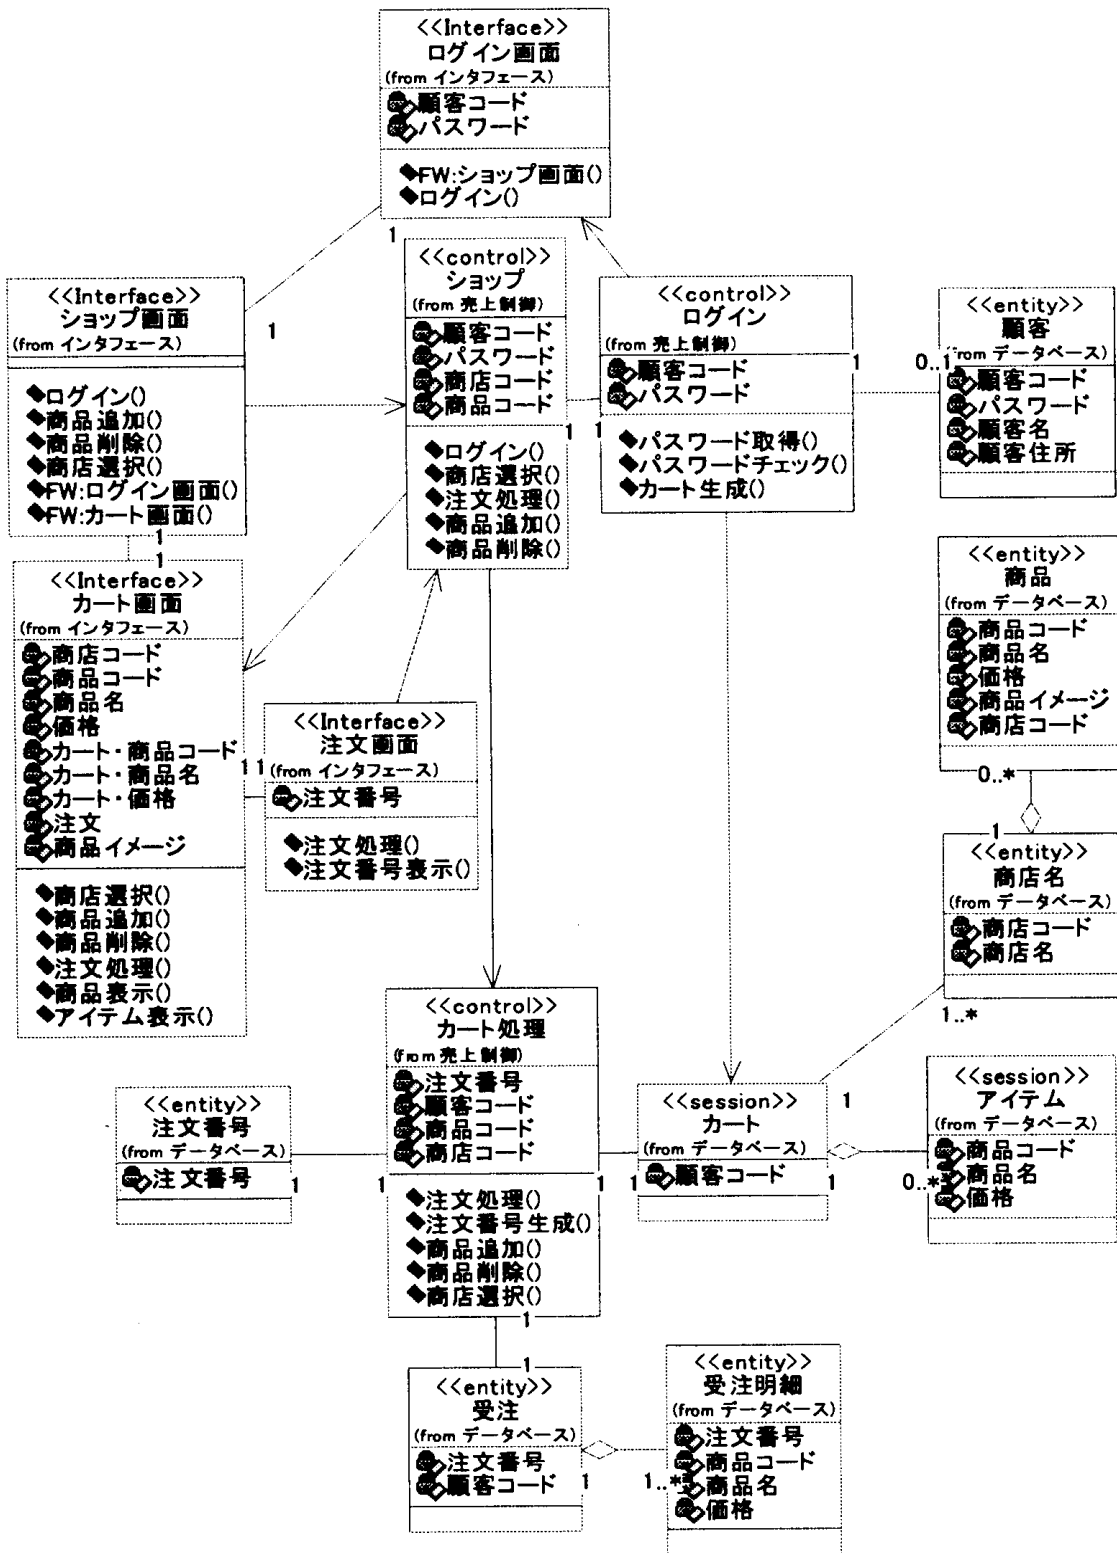 <<Interface>>
ログイン画面
(from インタフェース)
顧客コード
パスワード
FW:ショップ画面()
ログイン()
1
1
<<Interface>>
ショップ画面
(from インタフェース)
ログイン()
商品追加()
商品削除()
商店選択()
FW:ログイン画面()
FW:カート画面()
1
<<control>>
ショップ
(from 売上制御)
顧客コード
パスワード
商店コード
商品コード
ログイン()
商店選択()
注文処理()
商品追加()
商品削除()
1
1
<<control>>
ログイン
(from 売上制御)
顧客コード
パスワード
パスワード取得()
パスワードチェック()
カート生成()
1
0..1
<<entity>>
顧客
(from データベース)
顧客コード
パスワード
顧客名
顧客住所
1
<<Interface>>
カート画面
(from インタフェース)
商店コード
商品コード
商品名
価格
カート・商品コード
カート・商品名
カート・価格
注文
商品イメージ
商店選択()
商品追加()
商品削除()
注文処理()
商品表示()
アイテム表示()
1
1
<<Interface>>
注文画面
(from インタフェース)
注文番号
注文処理()
注文番号表示()
<<entity>>
商品
(from データベース)
商品コード
商品名
価格
商品イメージ
商店コード
0..*
1
<<entity>>
商店名
(from データベース)
商店コード
商店名
1..*
<<control>>
カート処理
(from 売上制御)
注文番号
顧客コード
商品コード
商店コード
注文処理()
注文番号生成()
商品追加()
商品削除()
商店選択()
<<entity>>
注文番号
(from データベース)
注文番号
1
1
1
1
<<session>>
カート
(from データベース)
顧客コード
1
1
0..*
<<session>>
アイテム
(from データベース)
商品コード
商品名
価格
1
1
<<entity>>
受注
(from データベース)
注文番号
顧客コード
1
1..*
<<entity>>
受注明細
(from データベース)
注文番号
商品コード
商品名
価格